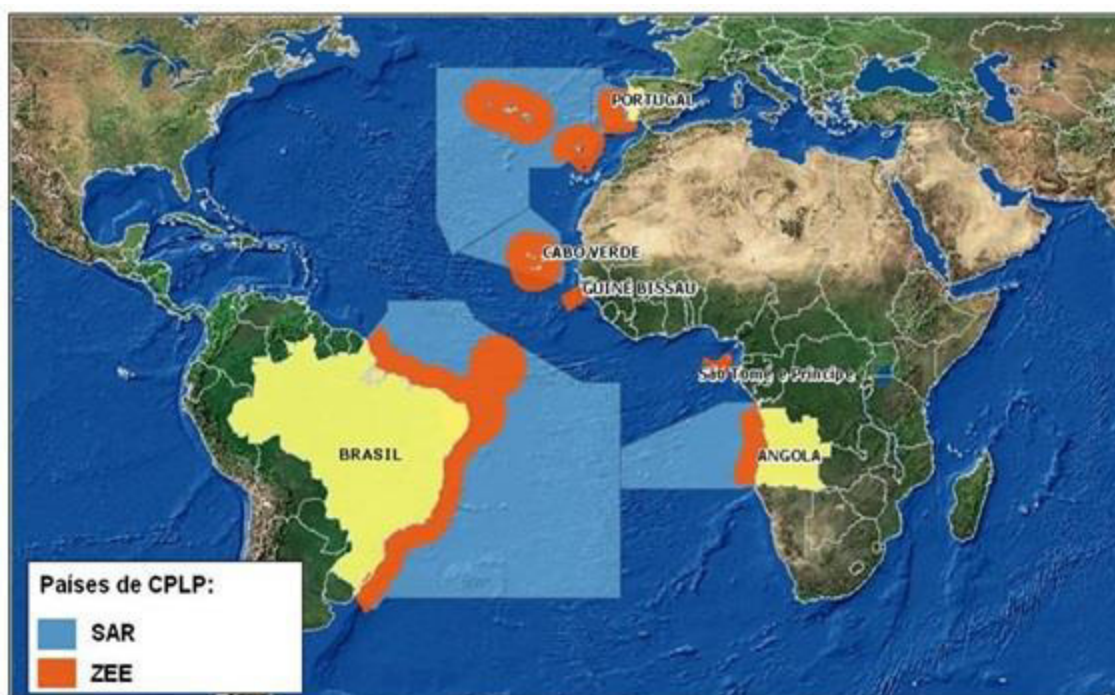 PORTUGAL
CABO VERDE
GUINÉ BISSAU
São Tomé e Príncipe
BRASIL
ANGOLA
Países de CPLP:
SAR
ZEE